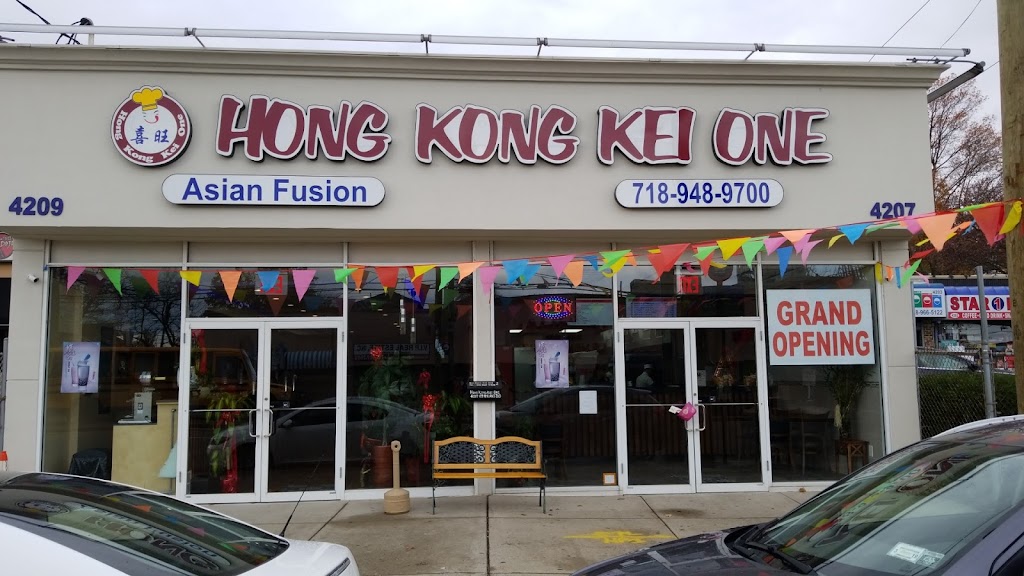 HONG KONG KEI ONE
Hong Kong Kei One
喜旺
Asian Fusion
718-948-9700
4209
4207
OPEN
GRAND
OPENING
STAR